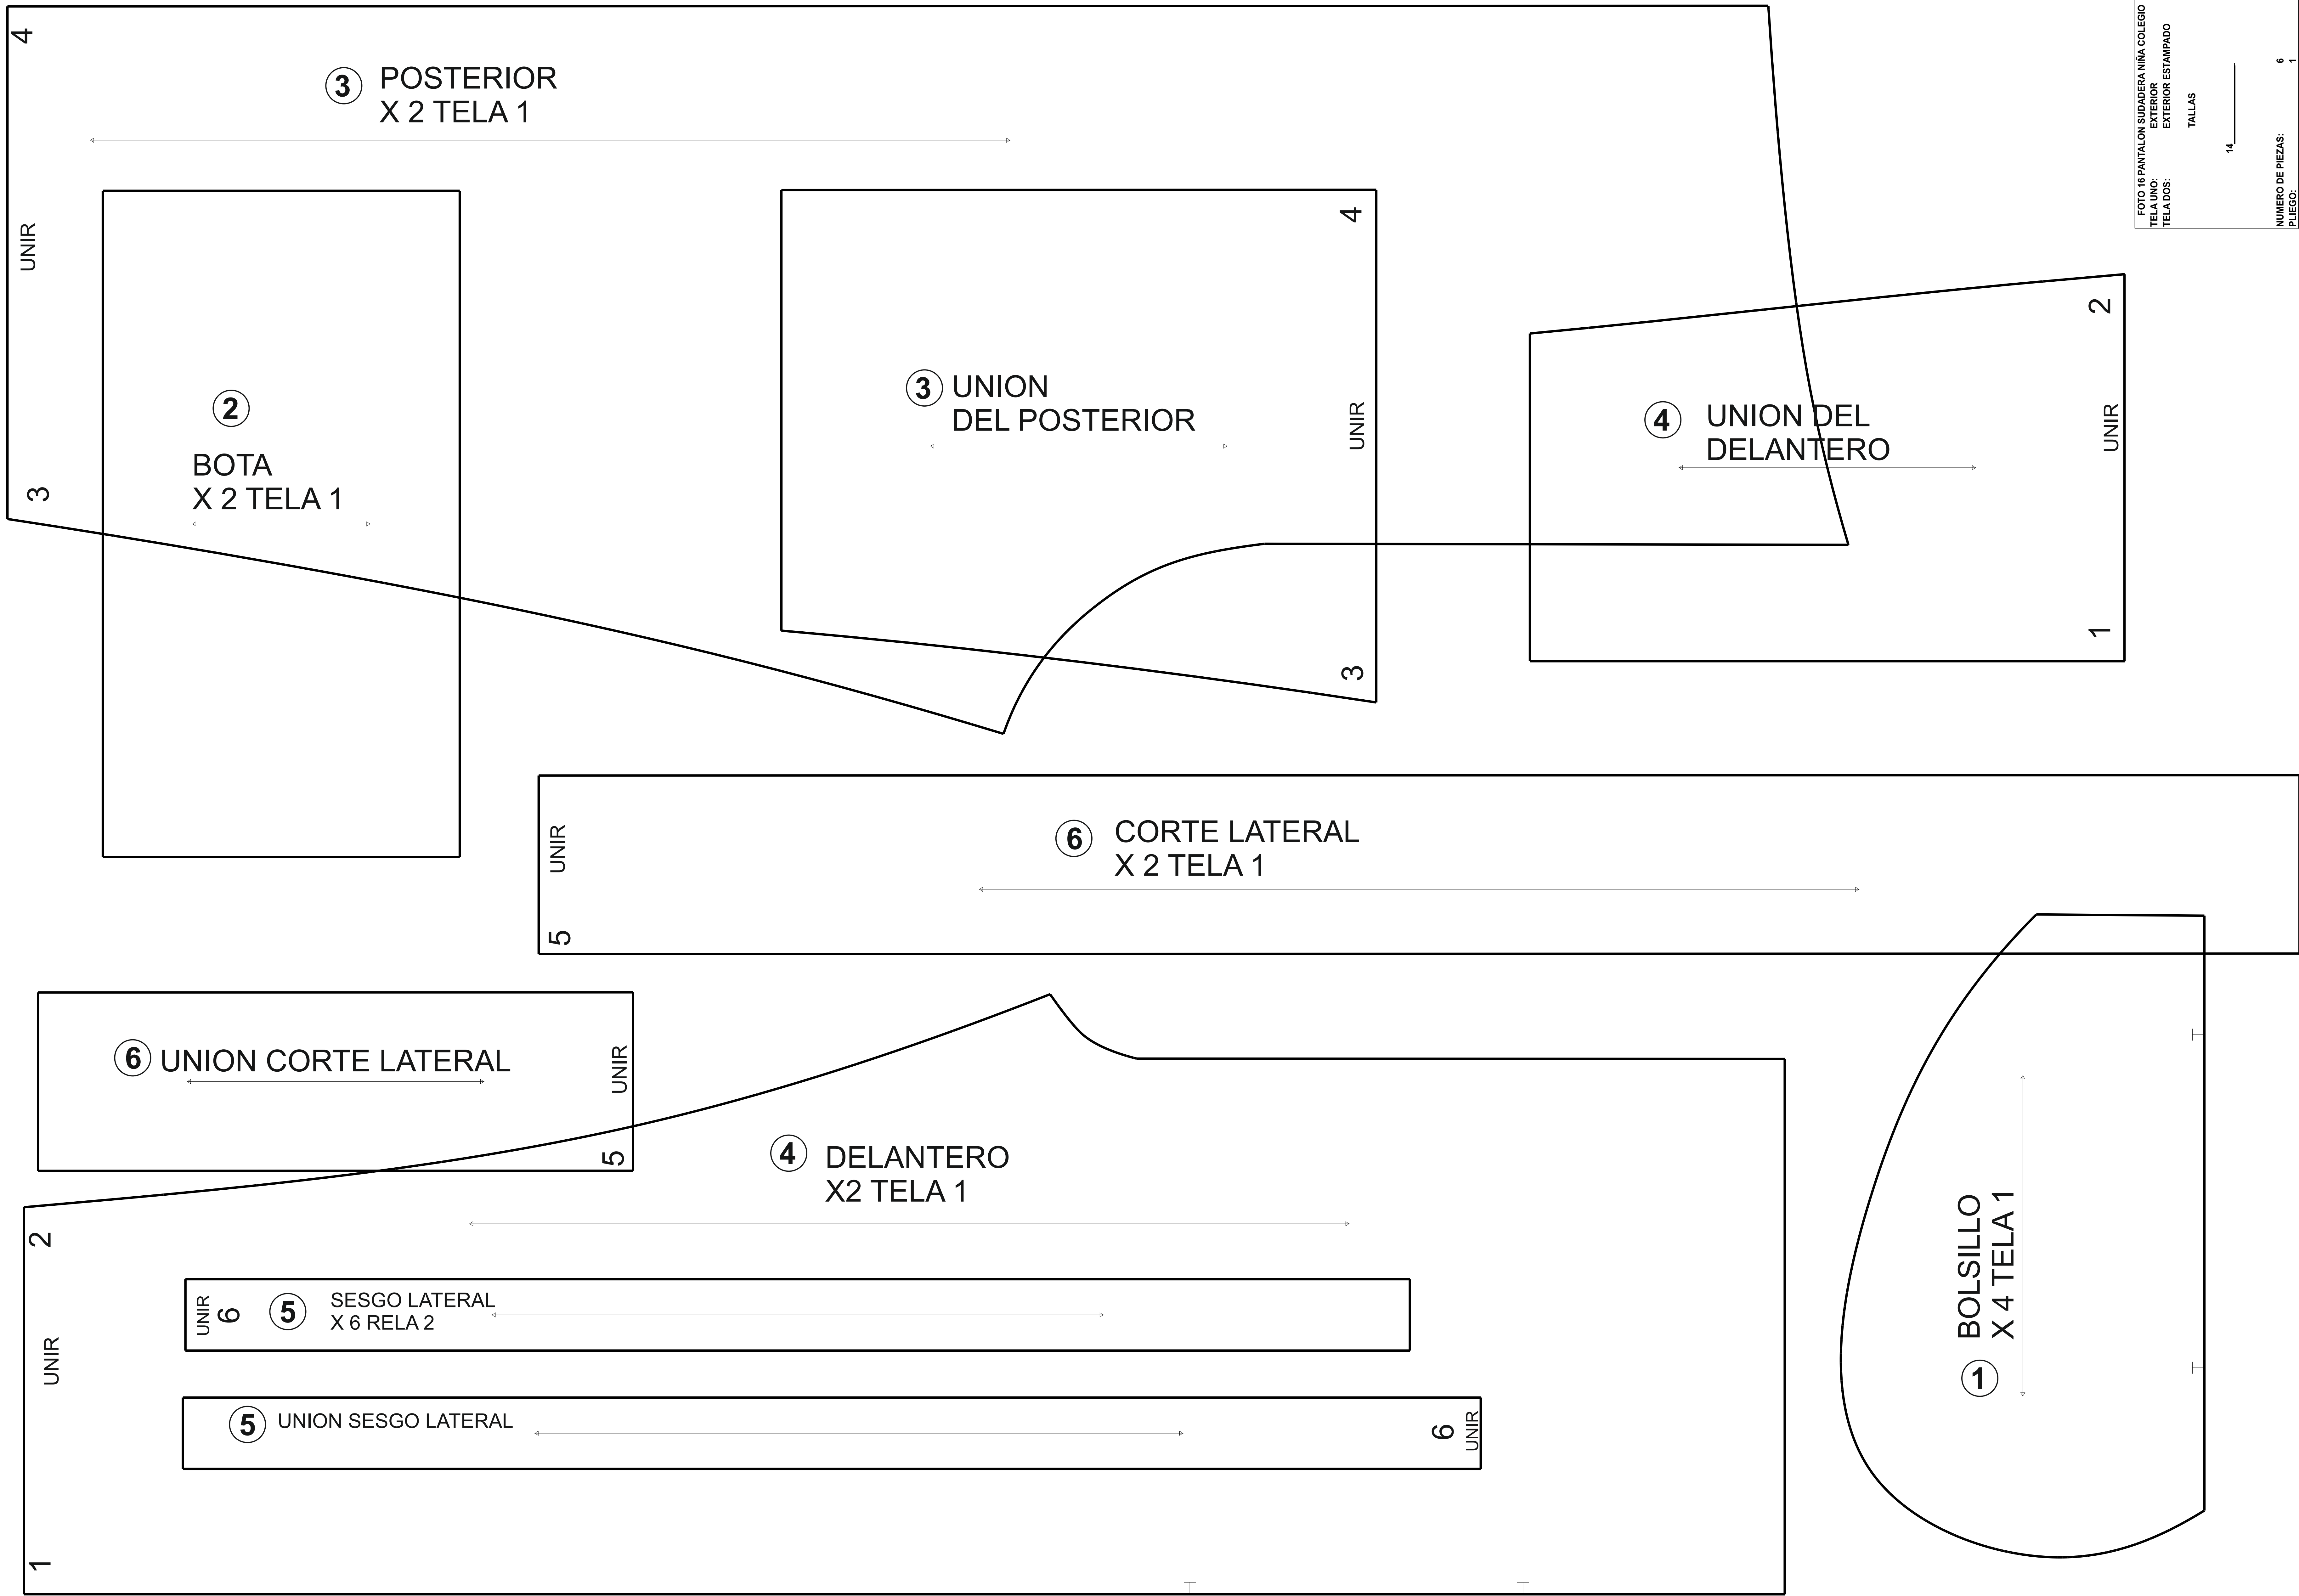 FOTO 16 PANTALON SUDADERA NIÑA COLEGIO
TELA UNO: EXTERIOR
TELA DOS: EXTERIOR ESTAMPADO
TALLAS
14
NUMERO DE PIEZAS: 6
PLIEGO: 1
4
UNIR
3
3 POSTERIOR
X 2 TELA 1
2
BOTA
X 2 TELA 1
4
UNIR
3
3 UNION
DEL POSTERIOR
2
UNIR
1
4 UNION DEL
DELANTERO
UNIR
5
6 CORTE LATERAL
X 2 TELA 1
6 UNION CORTE LATERAL
UNIR
5
4 DELANTERO
X2 TELA 1
2
UNIR
1
UNIR
6
5 SESGO LATERAL
X 6 RELA 2
5 UNION SESGO LATERAL
6
UNIR
1 BOLSILLO
X 4 TELA 1